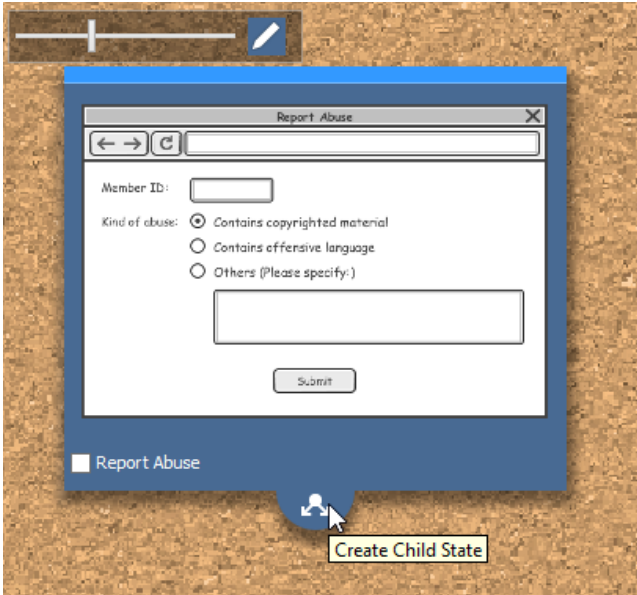 Report Abuse
Member ID:
Kind of abuse:
Contains copyrighted material
Contains offensive language
Others (Please specify:)
Submit
Report Abuse
Create Child State